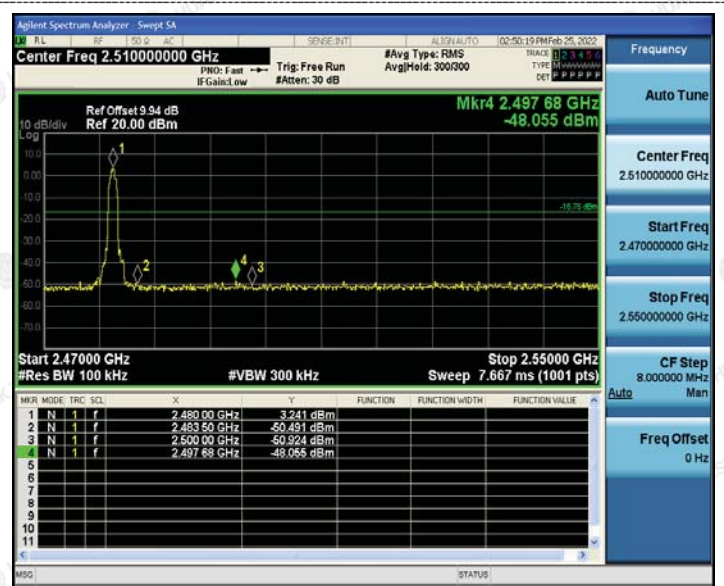 Agilent Spectrum Analyzer - Swept SA
RL RF 50 Ω AC SENSE:INT ALIGN AUTO 02:50:19 PM Feb 25, 2022
Center Freq 2.510000000 GHz
PNO: Fast
IFGain:Low
Trig: Free Run
#Atten: 30 dB
#Avg Type: RMS
Avg|Hold: 300/300
TRACE 1 2 3 4 5 6
TYPE M
DET P P P P P P
Mkr4 2.497 68 GHz
-48.055 dBm
Ref Offset 9.94 dB
10 dB/div Ref 20.00 dBm
Log
10.0
0.00
-10.0
-20.0
-30.0
-40.0
-50.0
-60.0
-70.0
1
2
4
3
-16.76 dBm
Start 2.47000 GHz Stop 2.55000 GHz
#Res BW 100 kHz #VBW 300 kHz Sweep 7.667 ms (1001 pts)
MKR MODE TRC SCL X Y FUNCTION FUNCTION WIDTH FUNCTION VALUE
1 N 1 f 2.480 00 GHz 3.241 dBm
2 N 1 f 2.483 50 GHz -50.491 dBm
3 N 1 f 2.500 00 GHz -50.924 dBm
4 N 1 f 2.497 68 GHz -48.055 dBm
5
6
7
8
9
10
11
MSG STATUS
Frequency
Auto Tune
Center Freq
2.510000000 GHz
Start Freq
2.470000000 GHz
Stop Freq
2.550000000 GHz
CF Step
8.000000 MHz
Auto Man
Freq Offset
0 Hz